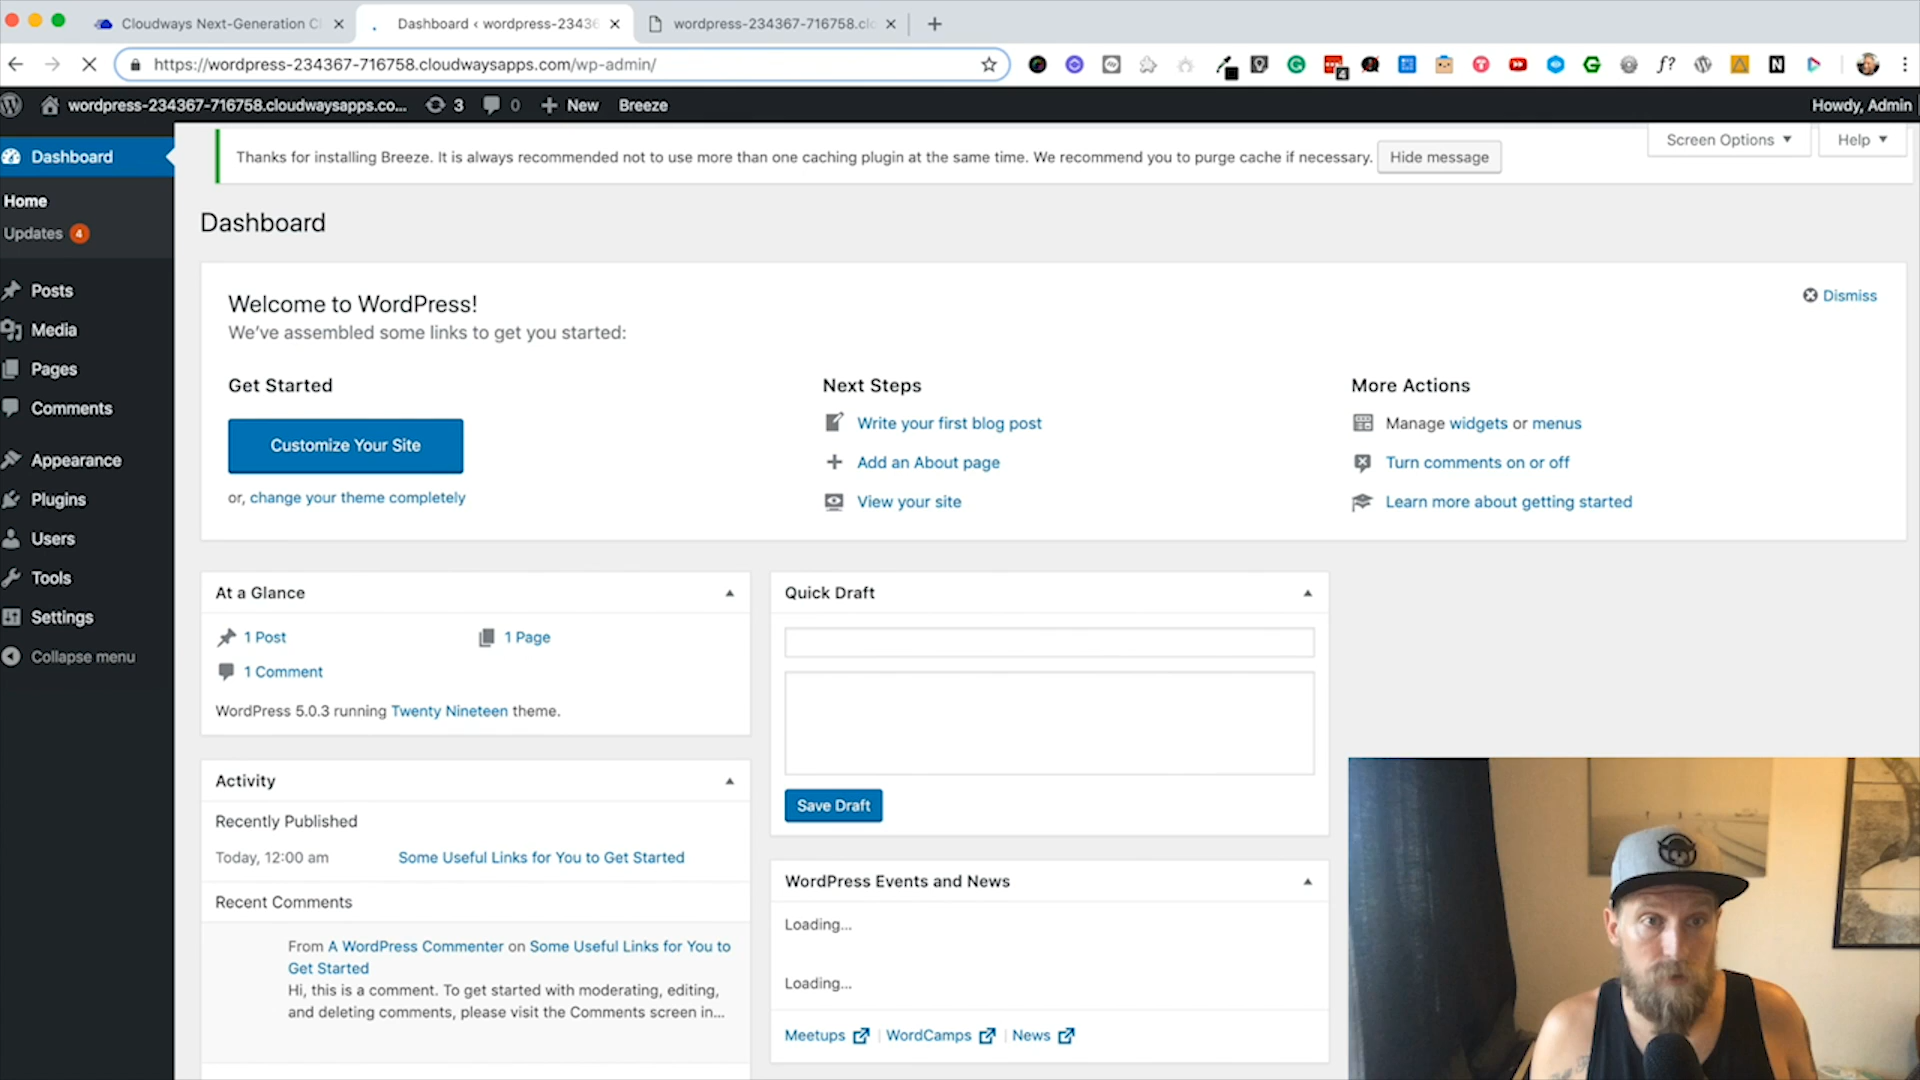 Cloudways Next-Generation C
Dashboard ‹ wordpress-23436
wordpress-234367-716758.clo
https://wordpress-234367-716758.cloudwaysapps.com/wp-admin/
4
f?
N
wordpress-234367-716758.cloudwaysapps.co...
3
0
New
Breeze
Howdy, Admin
Dashboard
Home
Updates 4
Posts
Media
Pages
Comments
Appearance
Plugins
Users
Tools
Settings
Collapse menu
Thanks for installing Breeze. It is always recommended not to use more than one caching plugin at the same time. We recommend you to purge cache if necessary.
Hide message
Screen Options
Help
Dashboard
Welcome to WordPress!
We've assembled some links to get you started:
Dismiss
Get Started
Customize Your Site
or, change your theme completely
Next Steps
Write your first blog post
Add an About page
View your site
More Actions
Manage widgets or menus
Turn comments on or off
Learn more about getting started
At a Glance
1 Post
1 Page
1 Comment
WordPress 5.0.3 running Twenty Nineteen theme.
Activity
Recently Published
Today, 12:00 am
Some Useful Links for You to Get Started
Recent Comments
From A WordPress Commenter on Some Useful Links for You to
Get Started
Hi, this is a comment. To get started with moderating, editing,
and deleting comments, please visit the Comments screen in...
Quick Draft
Save Draft
WordPress Events and News
Loading...
Loading...
Meetups | WordCamps | News